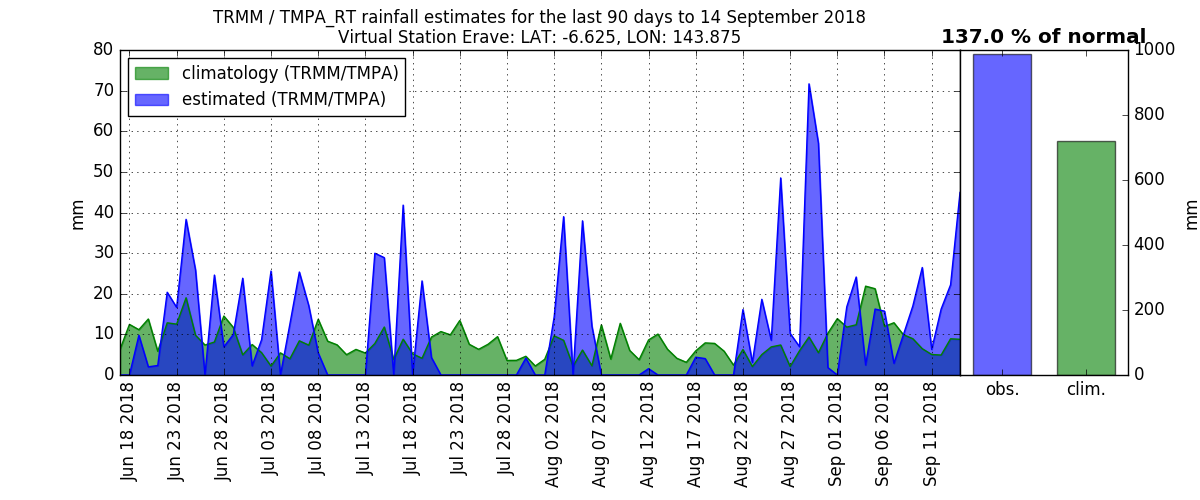 TRMM / TMPA_RT rainfall estimates for the last 90 days to 14 September 2018
Virtual Station Erave: LAT: -6.625, LON: 143.875
137.0 % of normal
climatology (TRMM/TMPA)
estimated (TRMM/TMPA)
mm
80
70
60
50
40
30
20
10
0
Jun 18 2018
Jun 23 2018
Jun 28 2018
Jul 03 2018
Jul 08 2018
Jul 13 2018
Jul 18 2018
Jul 23 2018
Jul 28 2018
Aug 02 2018
Aug 07 2018
Aug 12 2018
Aug 17 2018
Aug 22 2018
Aug 27 2018
Sep 01 2018
Sep 06 2018
Sep 11 2018
obs.
clim.
1000
800
600
400
200
0
mm